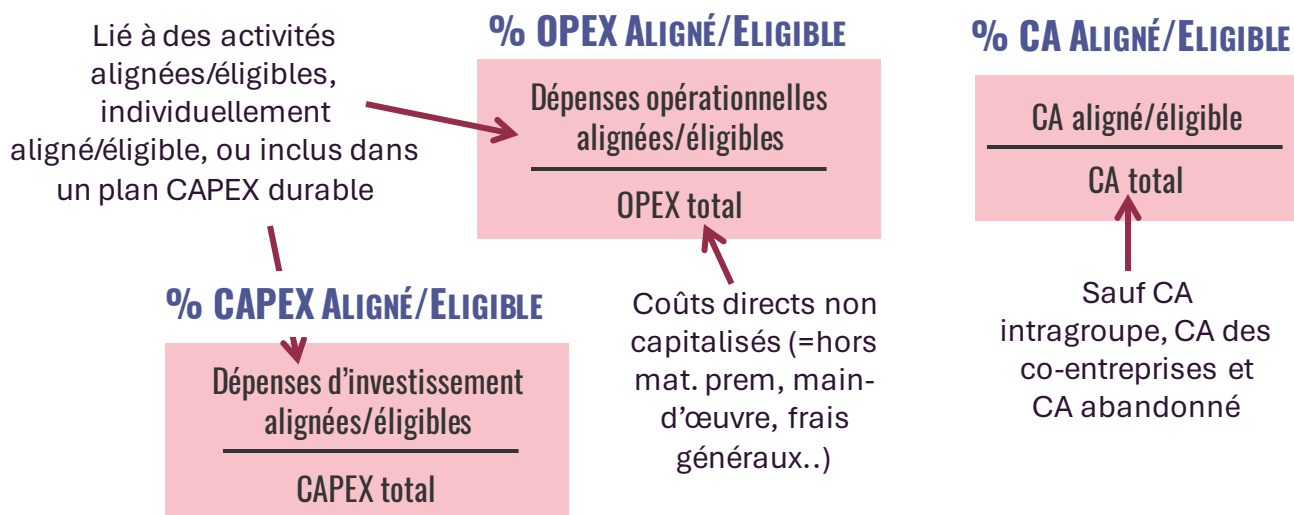 Lié à des activités
alignées/éligibles,
individuellement
aligné/éligible, ou inclus dans
un plan CAPEX durable
% OPEX ALIGNÉ/ELIGIBLE
Dépenses opérationnelles
alignées/éligibles
OPEX total
% CA ALIGNÉ/ELIGIBLE
CA aligné/éligible
CA total
% CAPEX ALIGNÉ/ELIGIBLE
Dépenses d’investissement
alignées/éligibles
CAPEX total
Coûts directs non
capitalisés (=hors
mat. prem, main-
d’œuvre, frais
généraux..)
Sauf CA
intragroupe, CA des
co-entreprises et
CA abandonné